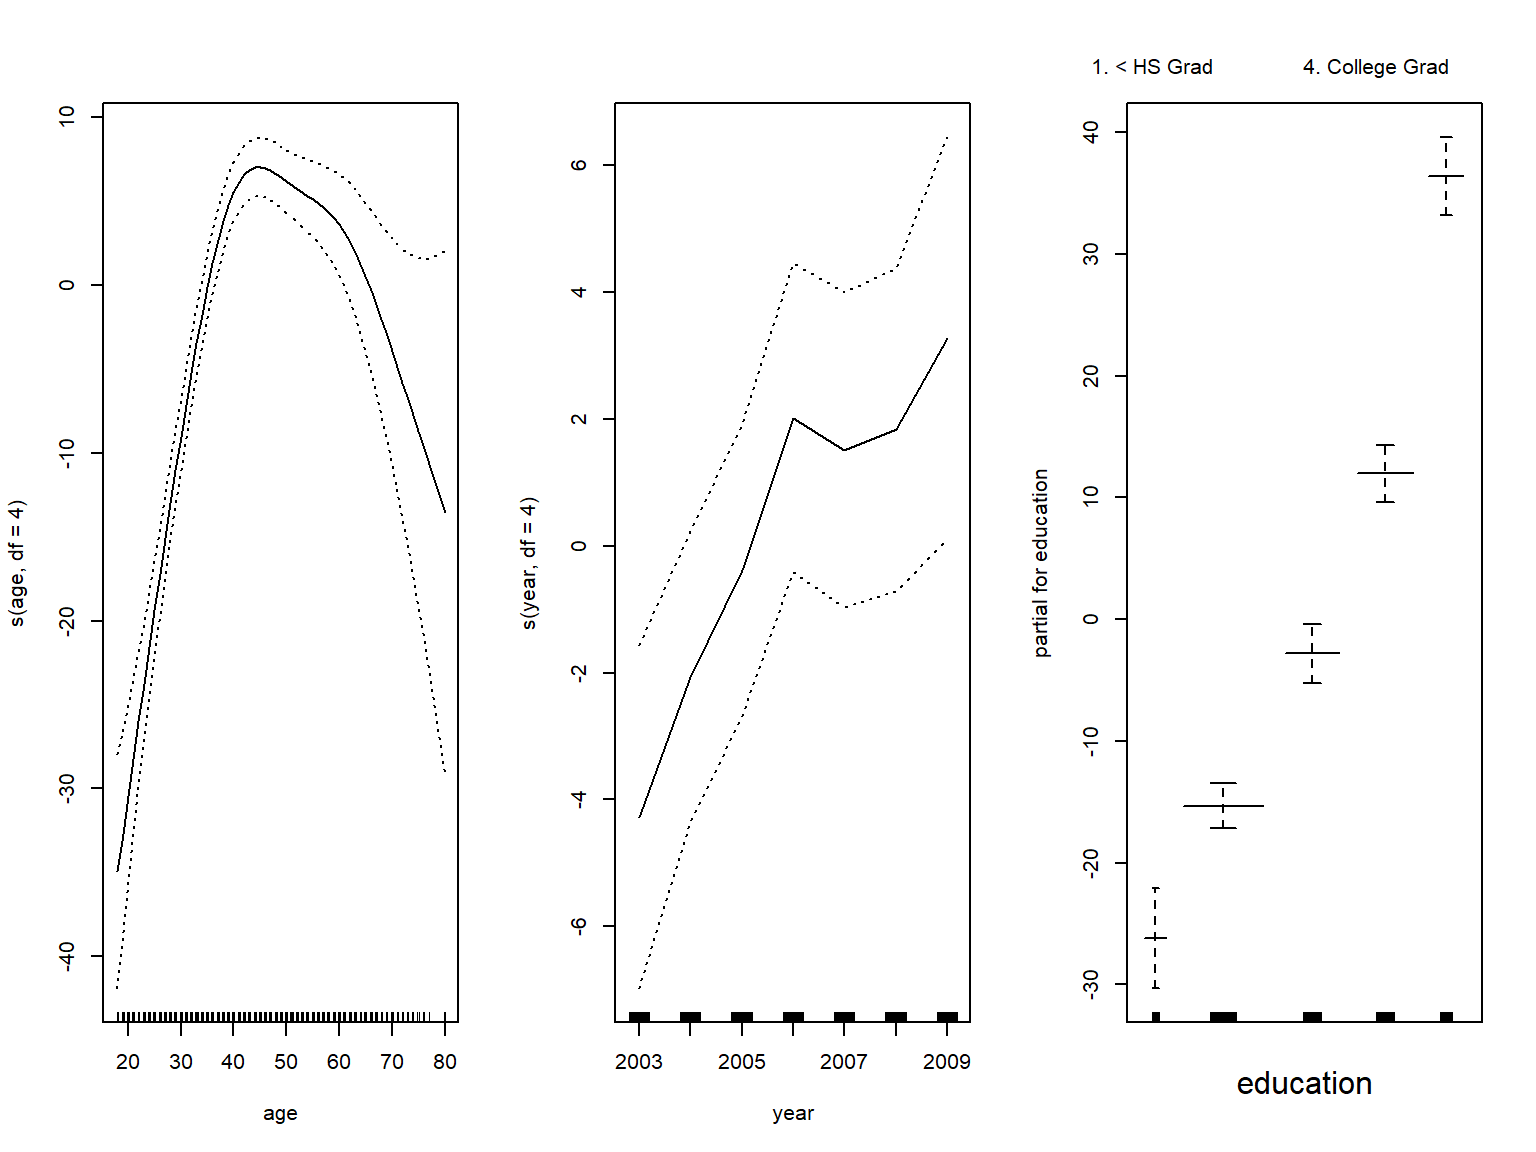 1. < HS Grad 4. College Grad
10
0
-10
-20
-30
-40
s(age, df = 4)
20 30 40 50 60 70 80
age
6
4
2
0
-2
-4
-6
s(year, df = 4)
2003 2005 2007 2009
year
40
30
20
10
0
-10
-20
-30
partial for education
education